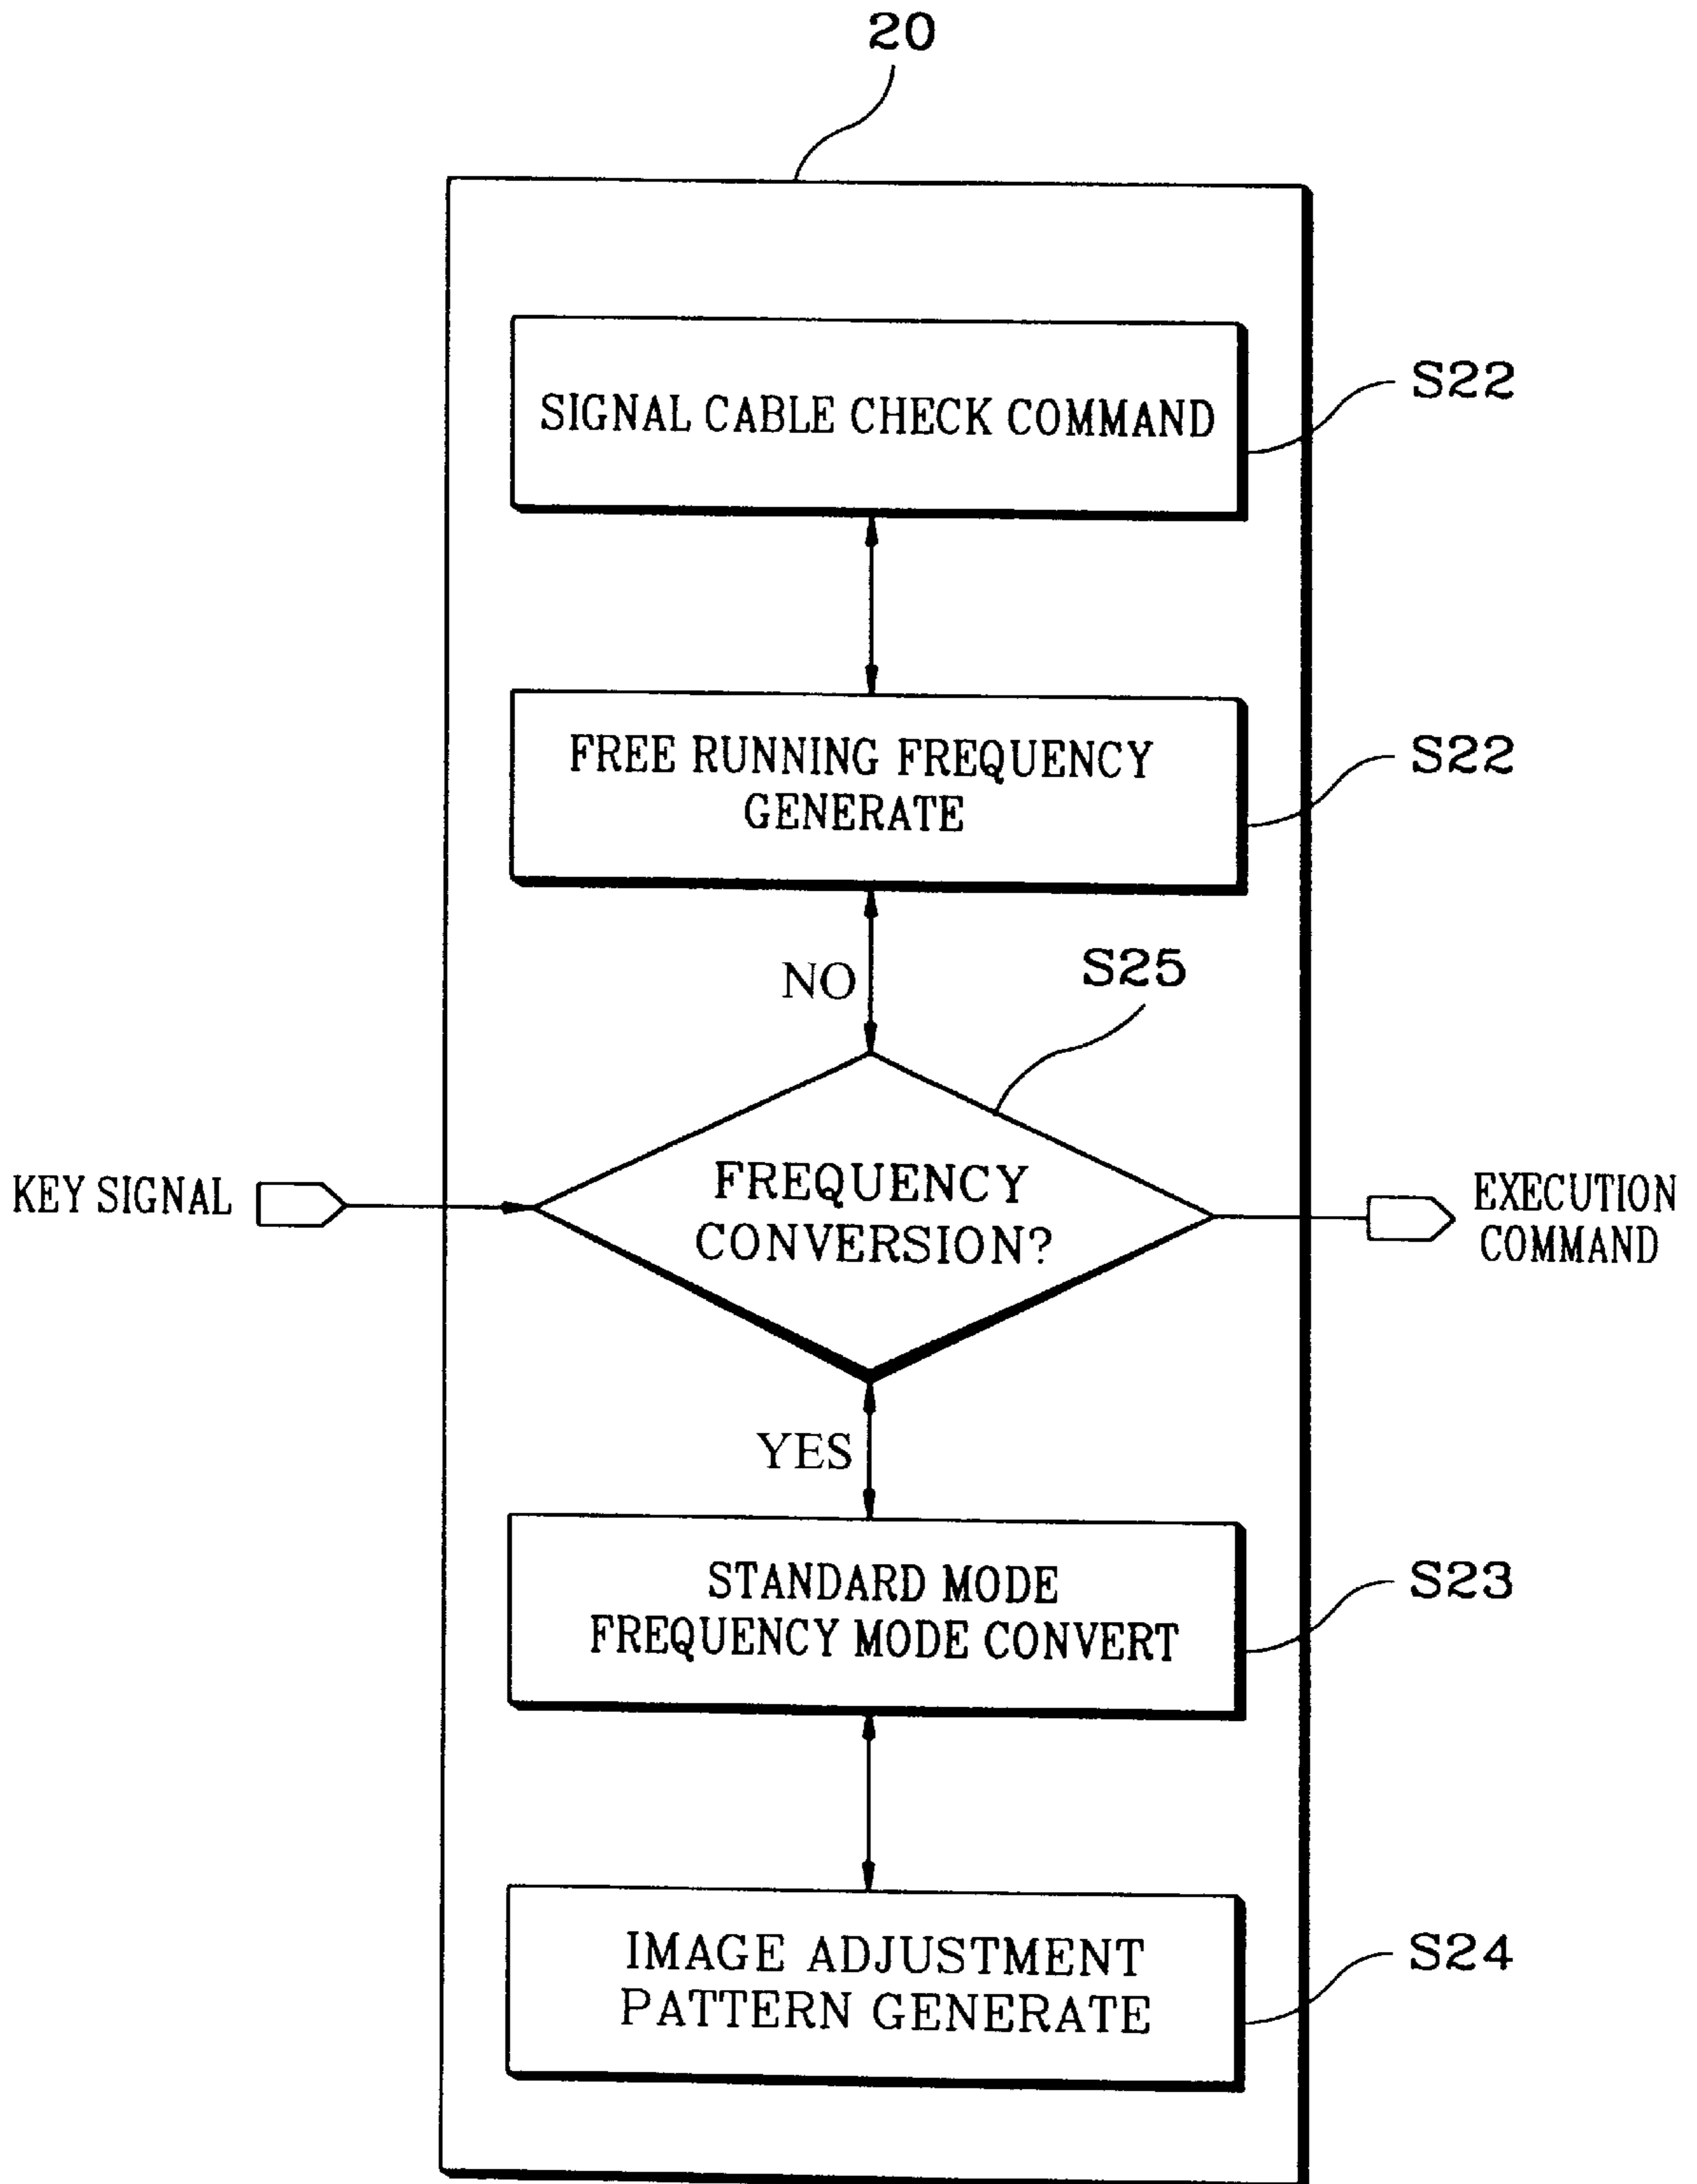 20
SIGNAL CABLE CHECK COMMAND
S22
FREE RUNNING FREQUENCY
GENERATE
S22
NO
S25
KEY SIGNAL
FREQUENCY
CONVERSION?
EXECUTION
COMMAND
YES
STANDARD MODE
FREQUENCY MODE CONVERT
S23
IMAGE ADJUSTMENT
PATTERN GENERATE
S24